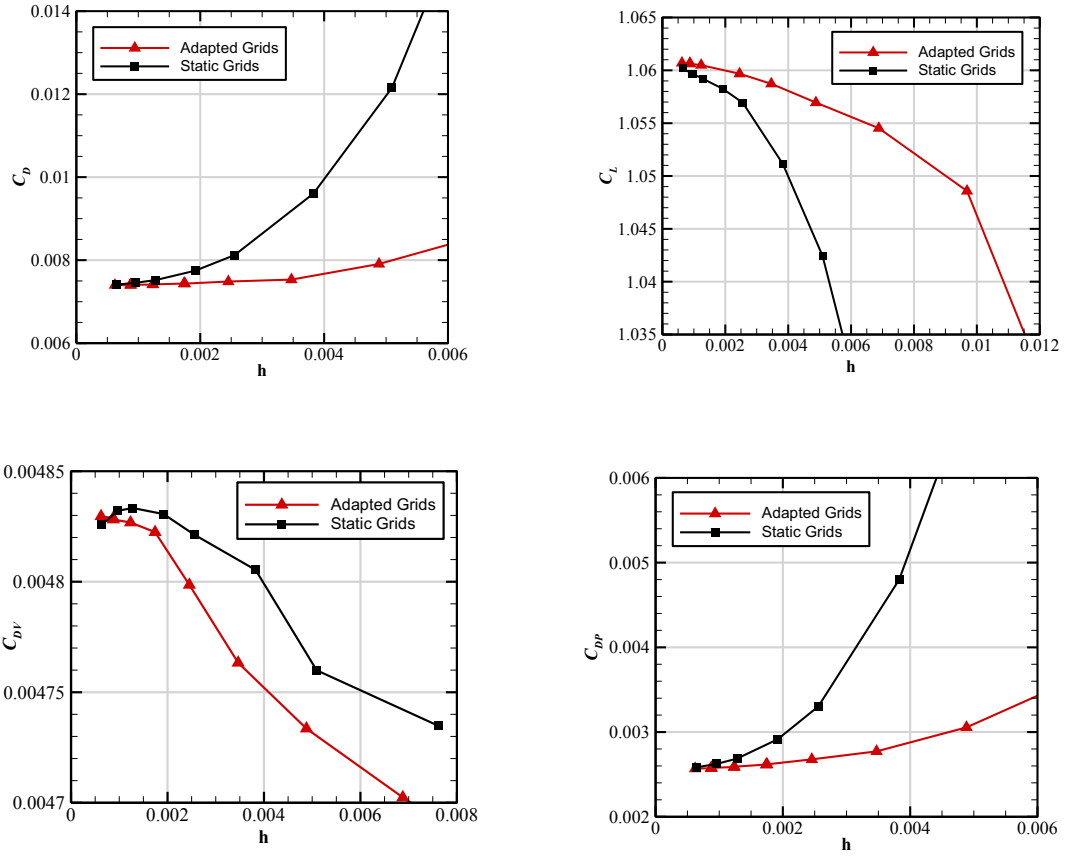 0.014
0.012
0.01
0.008
0.006
C_D
Adapted Grids
Static Grids
0
0.002
0.004
0.006
h
1.065
1.06
1.055
1.05
1.045
1.04
1.035
C_L
Adapted Grids
Static Grids
0
0.002
0.004
0.006
0.008
0.01
0.012
h
0.00485
0.0048
0.00475
0.0047
C_DV
Adapted Grids
Static Grids
0
0.002
0.004
0.006
0.008
h
0.006
0.005
0.004
0.003
0.002
C_DP
Adapted Grids
Static Grids
0
0.002
0.004
0.006
h